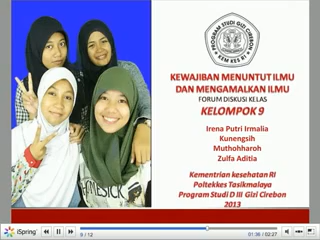 PROGRAM STUDI GIZI CIREBON
KEM KES RI
KEWAJIBAN MENUNTUT ILMU
DAN MENGAMALKAN ILMU
FORUM DISKUSI KELAS
KELOMPOK 9
Irena Putri Irmalia
Kunengsih
Muthohharoh
Zulfa Aditia
Kementrian kesehatan RI
Poltekkes Tasikmalaya
Program Studi D III Gizi Cirebon
2013
iSpring
9 / 12
01:36 / 02:27